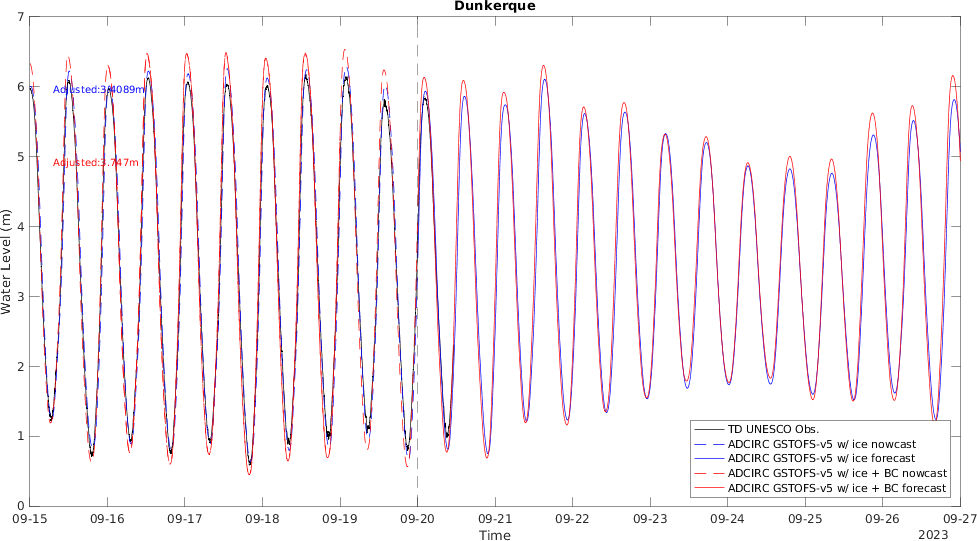 Dunkerque
7
6
5
4
3
2
1
0
Water Level (m)
Adjusted:3.4089m
Adjusted:3.747m
TD UNESCO Obs.
ADCIRC GSTOFS-v5 w/ ice nowcast
ADCIRC GSTOFS-v5 w/ ice forecast
ADCIRC GSTOFS-v5 w/ ice + BC nowcast
ADCIRC GSTOFS-v5 w/ ice + BC forecast
09-15 09-16 09-17 09-18 09-19 09-20 09-21 09-22 09-23 09-24 09-25 09-26 09-27
Time
2023